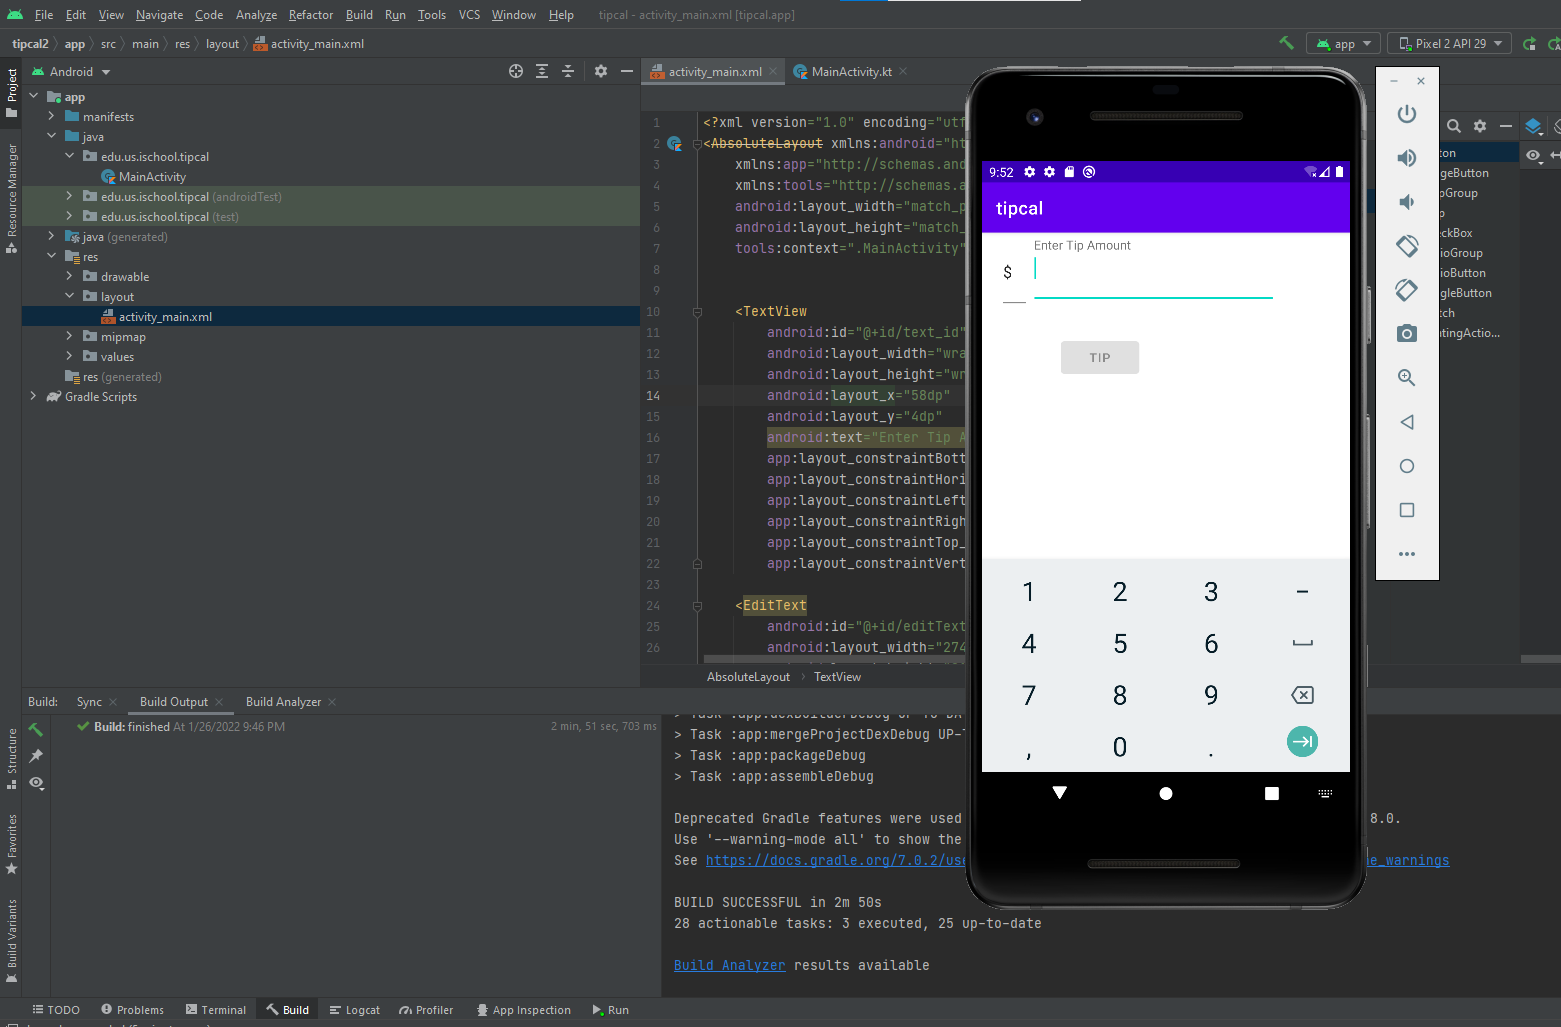 File Edit View Navigate Code Analyze Refactor Build Run Tools VCS Window Help tipcal - activity_main.xml [tipcal.app]
tipcal2 app src main res layout activity_main.xml app Pixel 2 API 29
Project
Resource Manager
Structure
Favorites
Build Variants
Android
app
manifests
java
edu.us.ischool.tipcal
MainActivity
edu.us.ischool.tipcal (androidTest)
edu.us.ischool.tipcal (test)
java (generated)
res
drawable
layout
activity_main.xml
mipmap
values
res (generated)
Gradle Scripts
activity_main.xml MainActivity.kt
1 <?xml version="1.0" encoding="utf
2 <AbsoluteLayout xmlns:android="ht
3 xmlns:app="http://schemas.and
4 xmlns:tools="http://schemas.a
5 android:layout_width="match_p
6 android:layout_height="match_
7 tools:context=".MainActivity"
8
9
10 <TextView
11 android:id="@+id/text_id"
12 android:layout_width="wra
13 android:layout_height="wr
14 android:layout_x="58dp"
15 android:layout_y="4dp"
16 android:text="Enter Tip A
17 app:layout_constraintBott
18 app:layout_constraintHori
19 app:layout_constraintLeft
20 app:layout_constraintRigh
21 app:layout_constraintTop_
22 app:layout_constraintVert
23
24 <EditText
25 android:id="@+id/editText
26 android:layout_width="274
AbsoluteLayout TextView
9:52
tipcal
Enter Tip Amount
$
TIP
1 2 3 -
4 5 6
7 8 9
, 0 .
ton
geButton
pGroup
p
ckBox
ioGroup
ioButton
gleButton
tch
atingActio...
Build: Sync Build Output Build Analyzer
Build: finished At 1/26/2022 9:46 PM 2 min, 51 sec, 703 ms
> Task :app:dexBuilderDebug UP-TO-DA
> Task :app:mergeProjectDexDebug UP-T
> Task :app:packageDebug
> Task :app:assembleDebug
Deprecated Gradle features were used 8.0.
Use '--warning-mode all' to show the
See https://docs.gradle.org/7.0.2/use e_warnings
BUILD SUCCESSFUL in 2m 50s
28 actionable tasks: 3 executed, 25 up-to-date
Build Analyzer results available
TODO Problems Terminal Build Logcat Profiler App Inspection Run